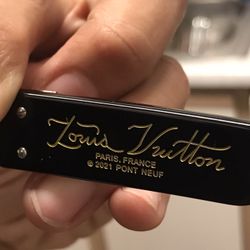 Louis Vuitton
PARIS, FRANCE
© 2021 PONT NEUF